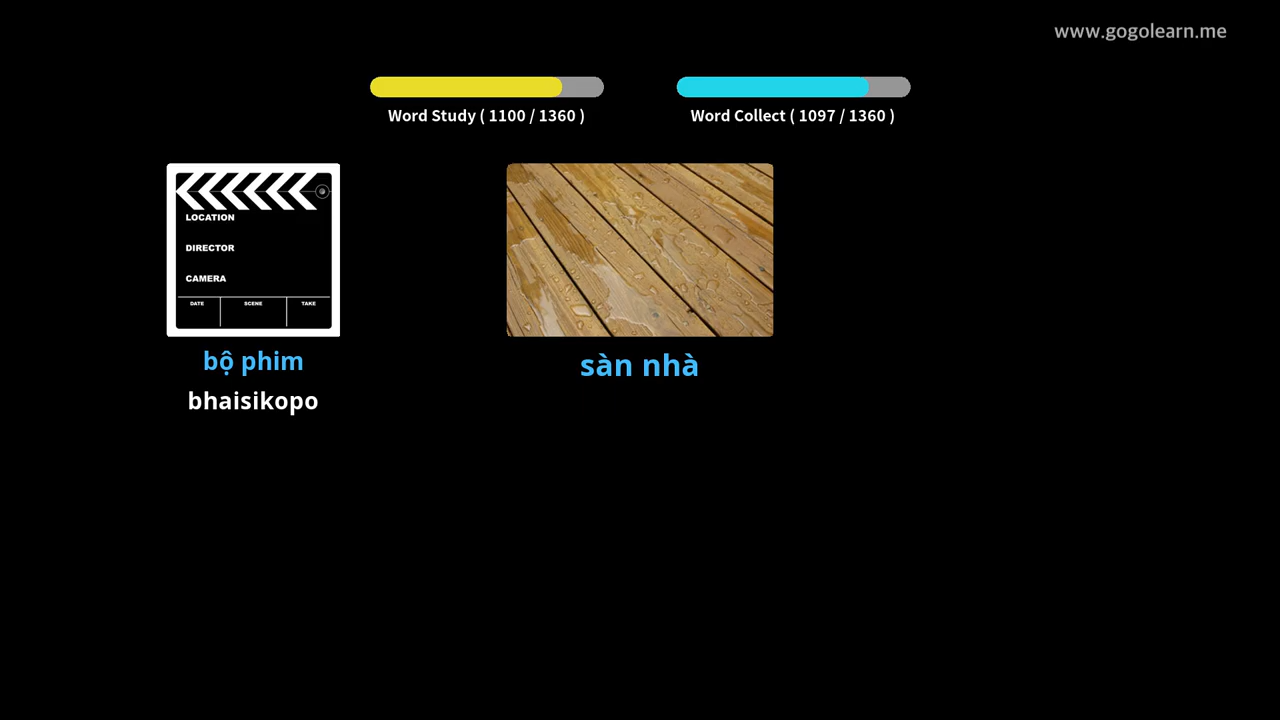 www.gogolearn.me
Word Study ( 1100 / 1360 )
Word Collect ( 1097 / 1360 )
LOCATION
DIRECTOR
CAMERA
DATE SCENE TAKE
bộ phim
bhaisikopo
sàn nhà